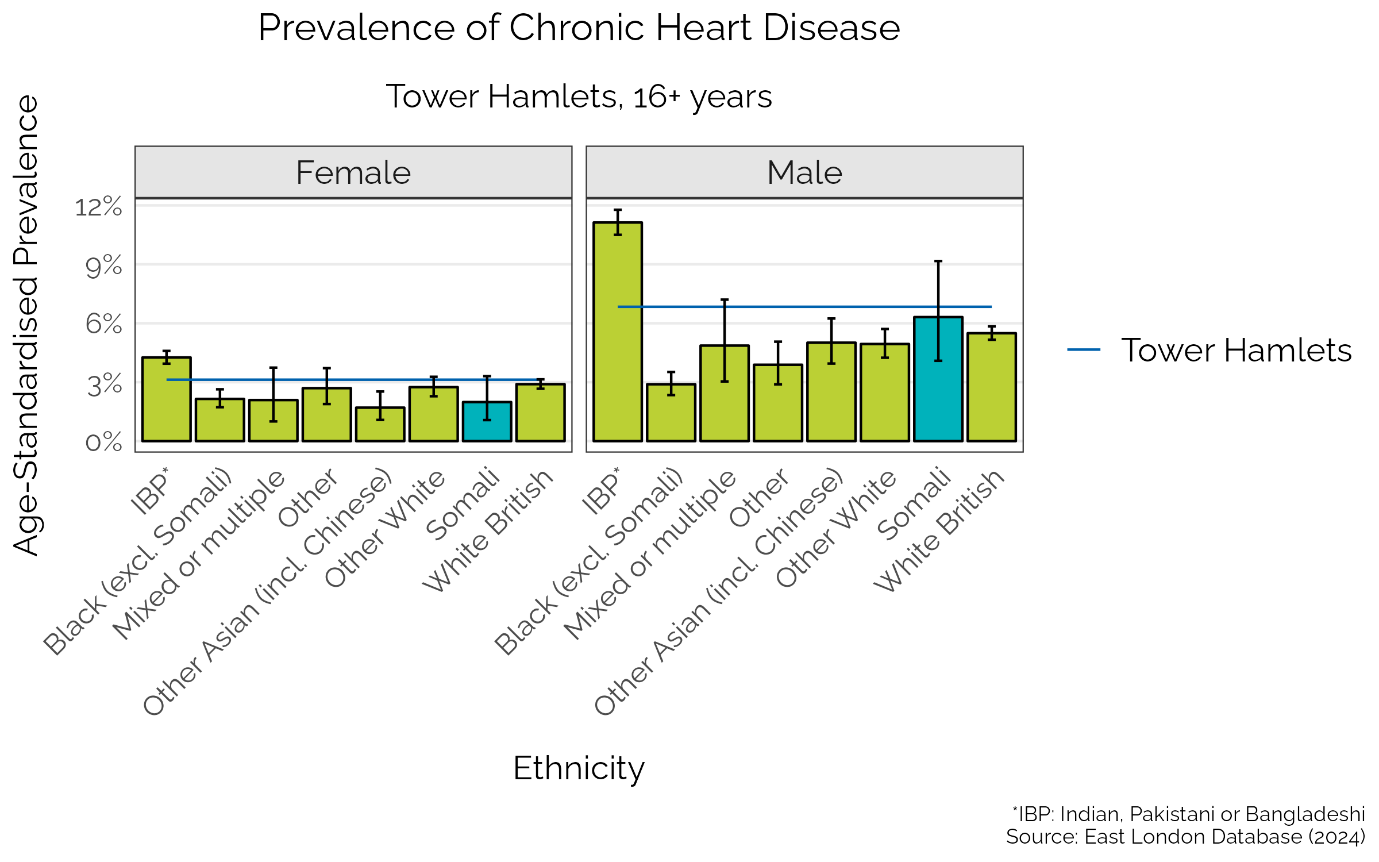 Prevalence of Chronic Heart Disease
Tower Hamlets, 16+ years
Age-Standardised Prevalence
Female
Male
12%
9%
6%
3%
0%
Tower Hamlets
IBP*
Black (excl. Somali)
Mixed or multiple
Other
Other Asian (incl. Chinese)
Other White
Somali
White British
IBP*
Black (excl. Somali)
Mixed or multiple
Other
Other Asian (incl. Chinese)
Other White
Somali
White British
Ethnicity
*IBP: Indian, Pakistani or Bangladeshi
Source: East London Database (2024)